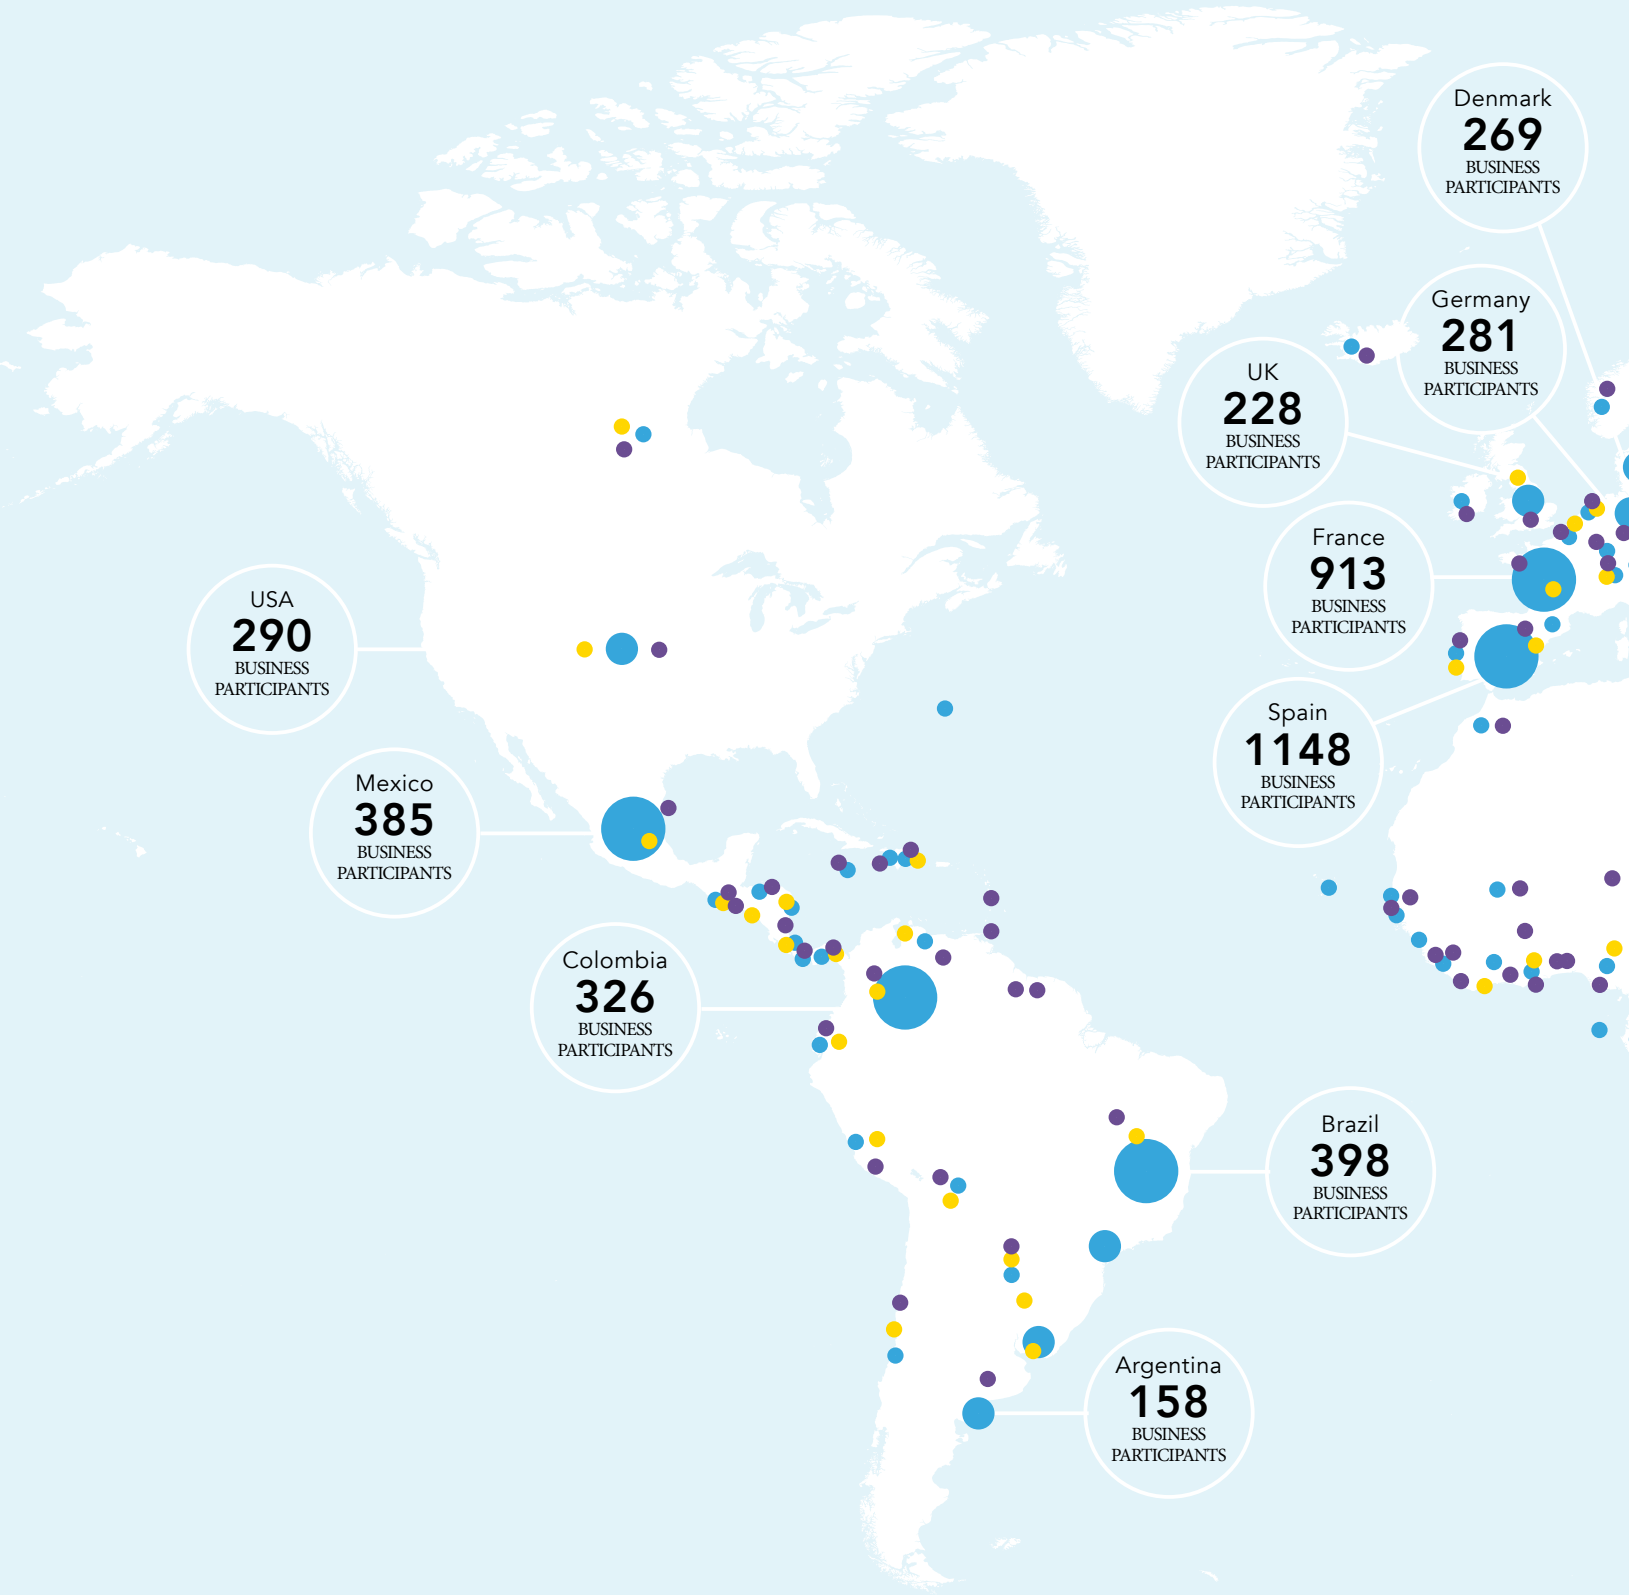 Denmark
269
BUSINESS
PARTICIPANTS
Germany
281
BUSINESS
PARTICIPANTS
UK
228
BUSINESS
PARTICIPANTS
France
913
BUSINESS
PARTICIPANTS
USA
290
BUSINESS
PARTICIPANTS
Spain
1148
BUSINESS
PARTICIPANTS
Mexico
385
BUSINESS
PARTICIPANTS
Colombia
326
BUSINESS
PARTICIPANTS
Brazil
398
BUSINESS
PARTICIPANTS
Argentina
158
BUSINESS
PARTICIPANTS